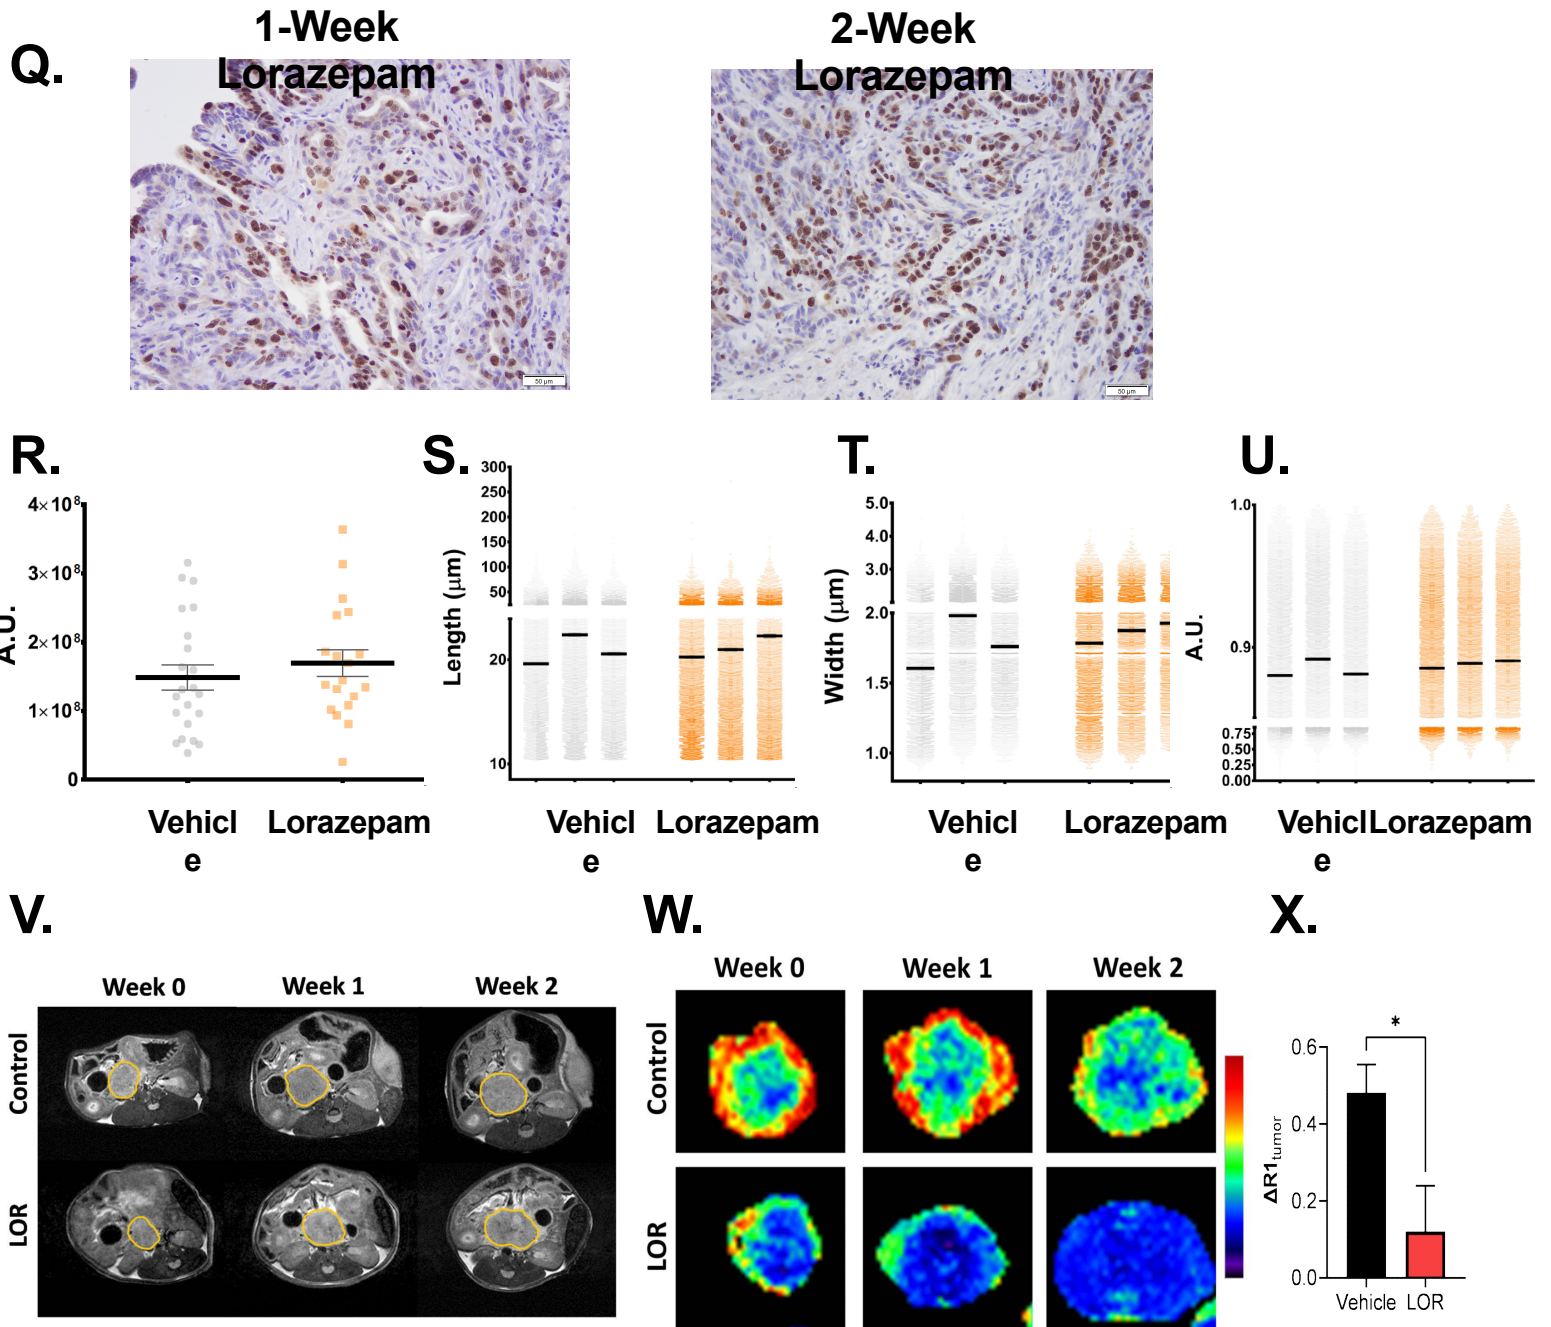 Q.
1-Week
Lorazepam
2-Week
Lorazepam
50 μm
50 μm
R.
4×10⁸
3×10⁸
2×10⁸
1×10⁸
0
A.U.
Vehicl
e
Lorazepam
S.
300
250
200
150
100
50
20
10
Length (μm)
Vehicl
e
Lorazepam
T.
5.0
4.0
3.0
2.0
1.5
1.0
Width (μm)
Vehicl
e
Lorazepam
U.
1.0
0.9
0.75
0.50
0.25
0.00
A.U.
Vehicl
e
Lorazepam
V.
Week 0 Week 1 Week 2
Control
LOR
W.
Week 0 Week 1 Week 2
Control
LOR
X.
*
0.6
0.4
0.2
0.0
ΔR1tumor
Vehicle LOR